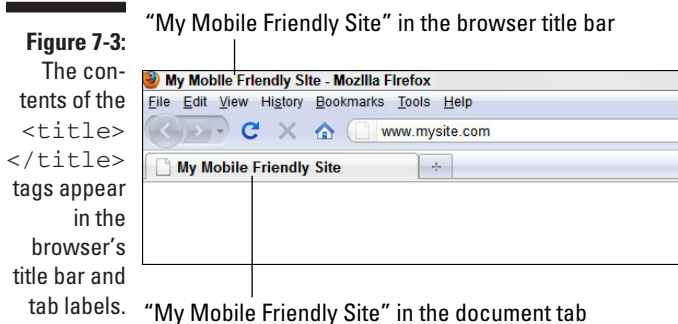 Figure 7-3:
The con-
tents of the
<title>
</title>
tags appear
in the
browser's
title bar and
tab labels.
“My Mobile Friendly Site” in the browser title bar
My Mobile Friendly Site - Mozilla Firefox
File Edit View History Bookmarks Tools Help
www.mysite.com
My Mobile Friendly Site
“My Mobile Friendly Site” in the document tab